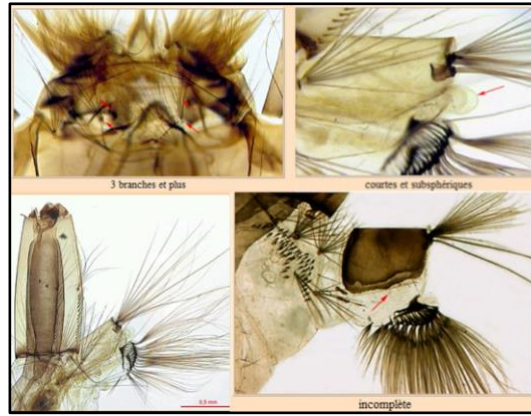 3 branches et plus
courtes et subsphériques
0,5 mm
incomplète